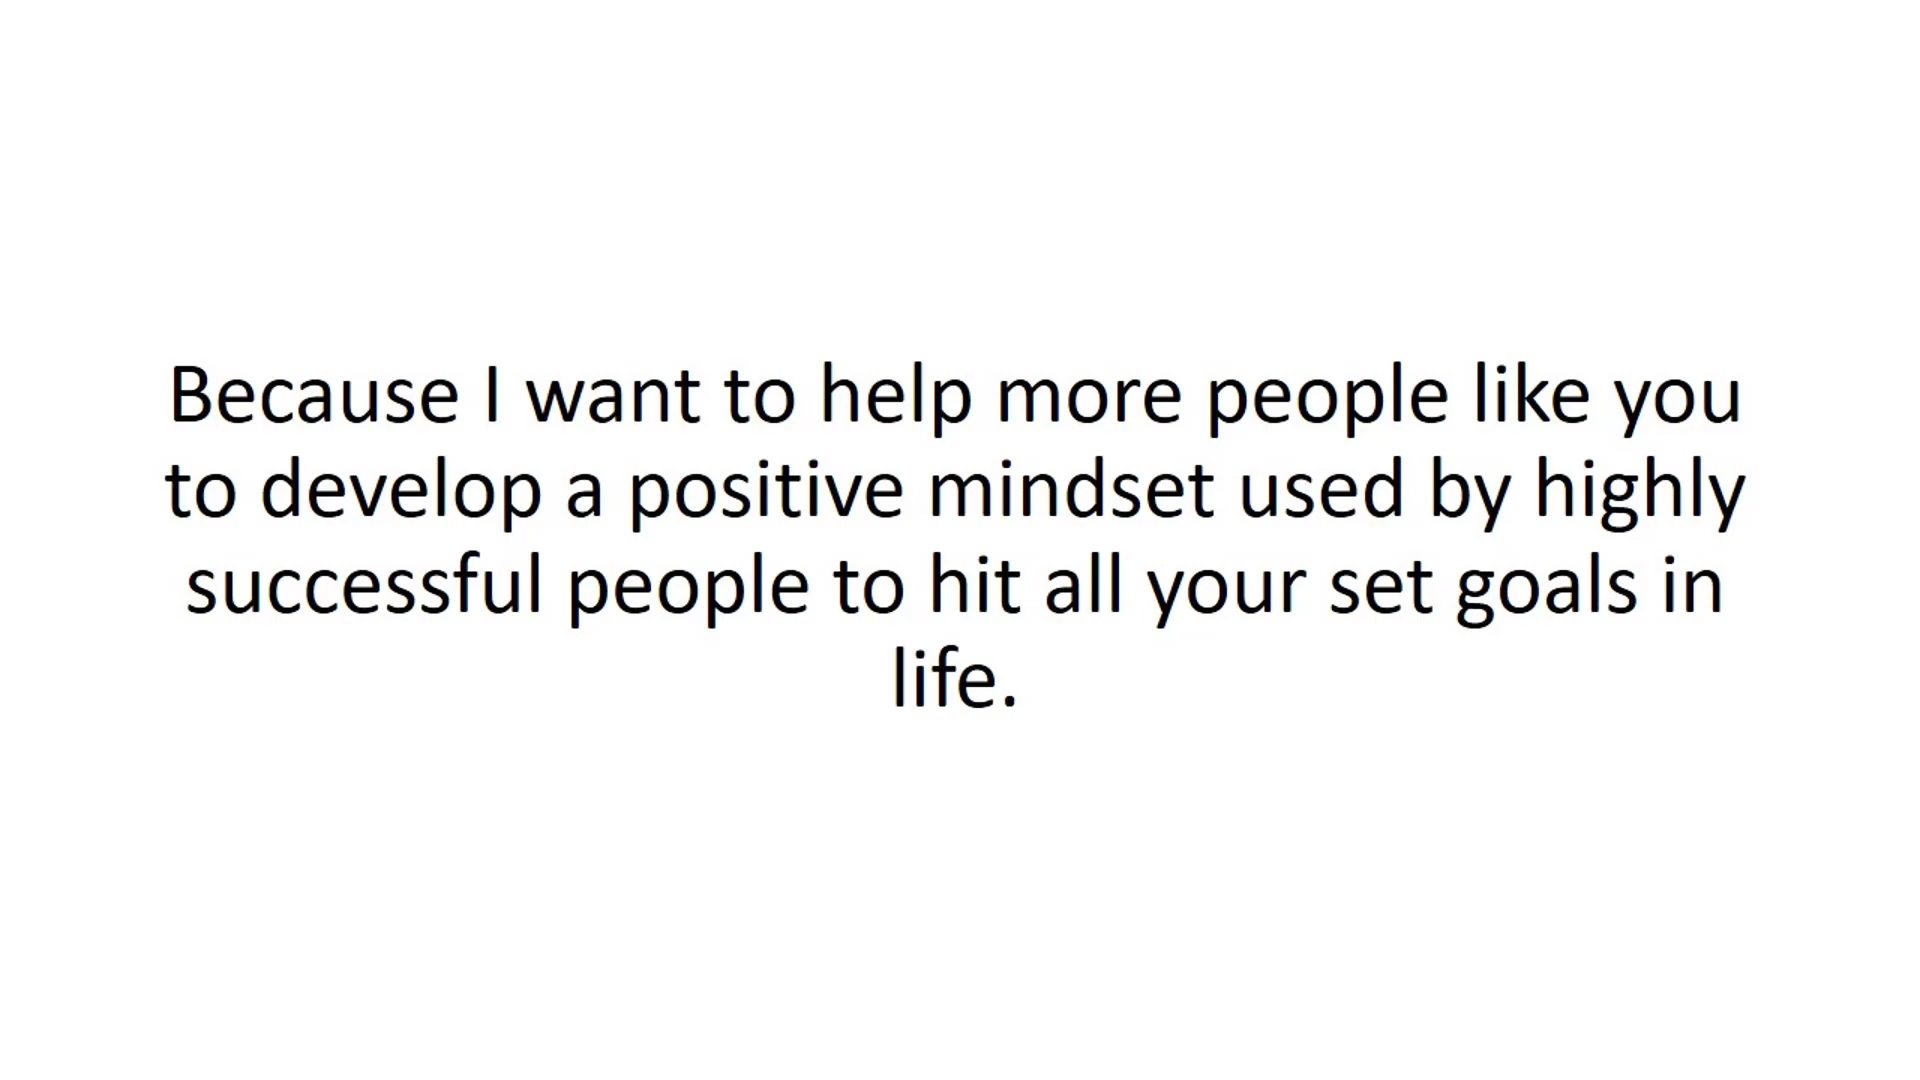 Because I want to help more people like you
to develop a positive mindset used by highly
successful people to hit all your set goals in
life.